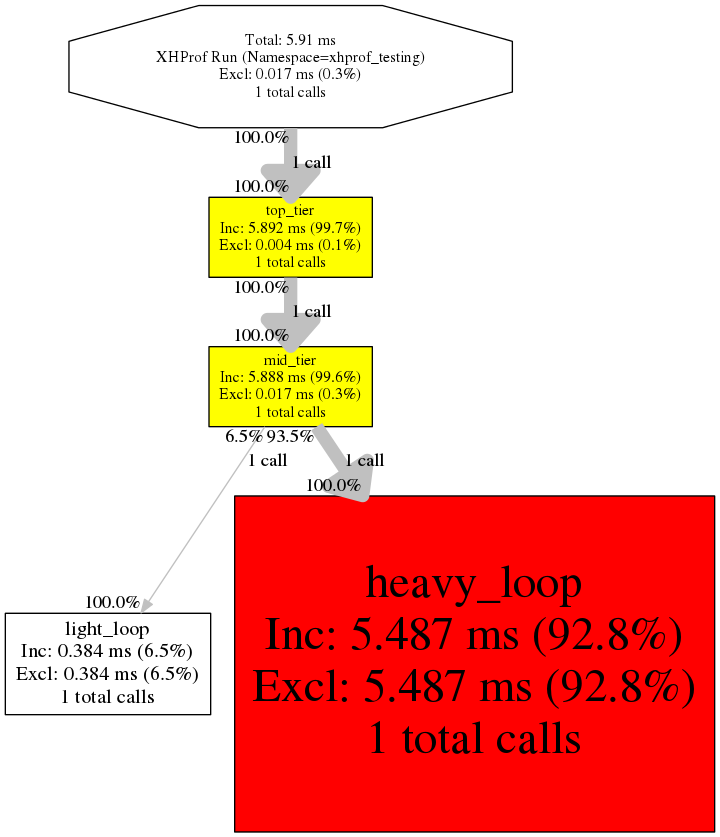 Total: 5.91 ms
XHProf Run (Namespace=xhprof_testing)
Excl: 0.017 ms (0.3%)
1 total calls
100.0%
1 call
100.0%
top_tier
Inc: 5.892 ms (99.7%)
Excl: 0.004 ms (0.1%)
1 total calls
100.0%
1 call
100.0%
mid_tier
Inc: 5.888 ms (99.6%)
Excl: 0.017 ms (0.3%)
1 total calls
6.5% 93.5%
1 call
1 call
100.0%
heavy_loop
Inc: 5.487 ms (92.8%)
Excl: 5.487 ms (92.8%)
1 total calls
100.0%
light_loop
Inc: 0.384 ms (6.5%)
Excl: 0.384 ms (6.5%)
1 total calls